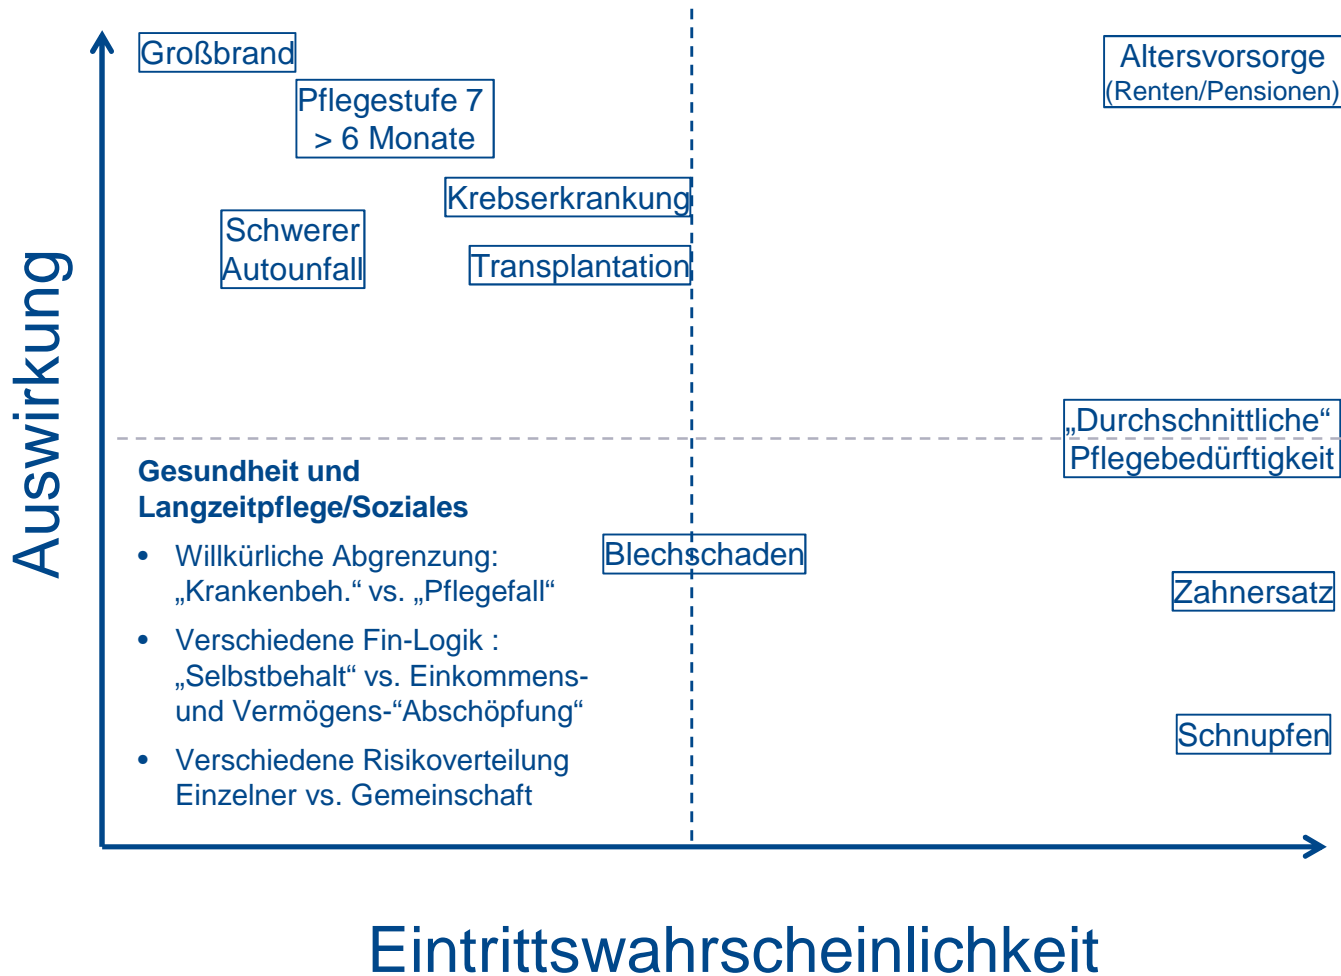 Großbrand
Altersvorsorge
(Renten/Pensionen)
Pflegestufe 7
> 6 Monate
Krebserkrankung
Schwerer
Autounfall
Transplantation
Auswirkung
„Durchschnittliche“
Pflegebedürftigkeit
Gesundheit und
Langzeitpflege/Soziales
• Willkürliche Abgrenzung:
„Krankenbeh.“ vs. „Pflegefall“
• Verschiedene Fin-Logik :
„Selbstbehalt“ vs. Einkommens-
und Vermögens-“Abschöpfung“
• Verschiedene Risikoverteilung
Einzelner vs. Gemeinschaft
Blechschaden
Zahnersatz
Schnupfen
Eintrittswahrscheinlichkeit